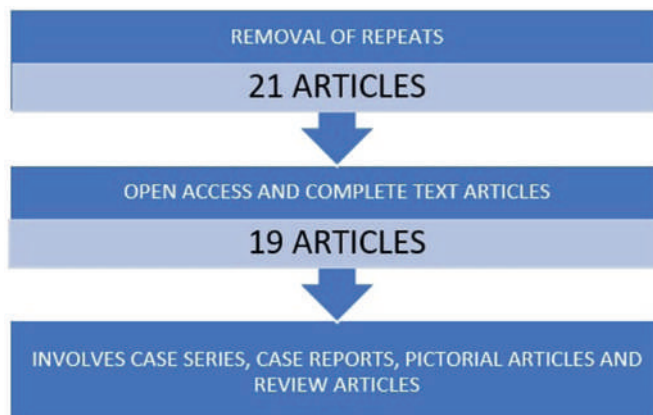 REMOVAL OF REPEATS
21 ARTICLES
OPEN ACCESS AND COMPLETE TEXT ARTICLES
19 ARTICLES
INVOLVES CASE SERIES, CASE REPORTS, PICTORIAL ARTICLES AND
REVIEW ARTICLES